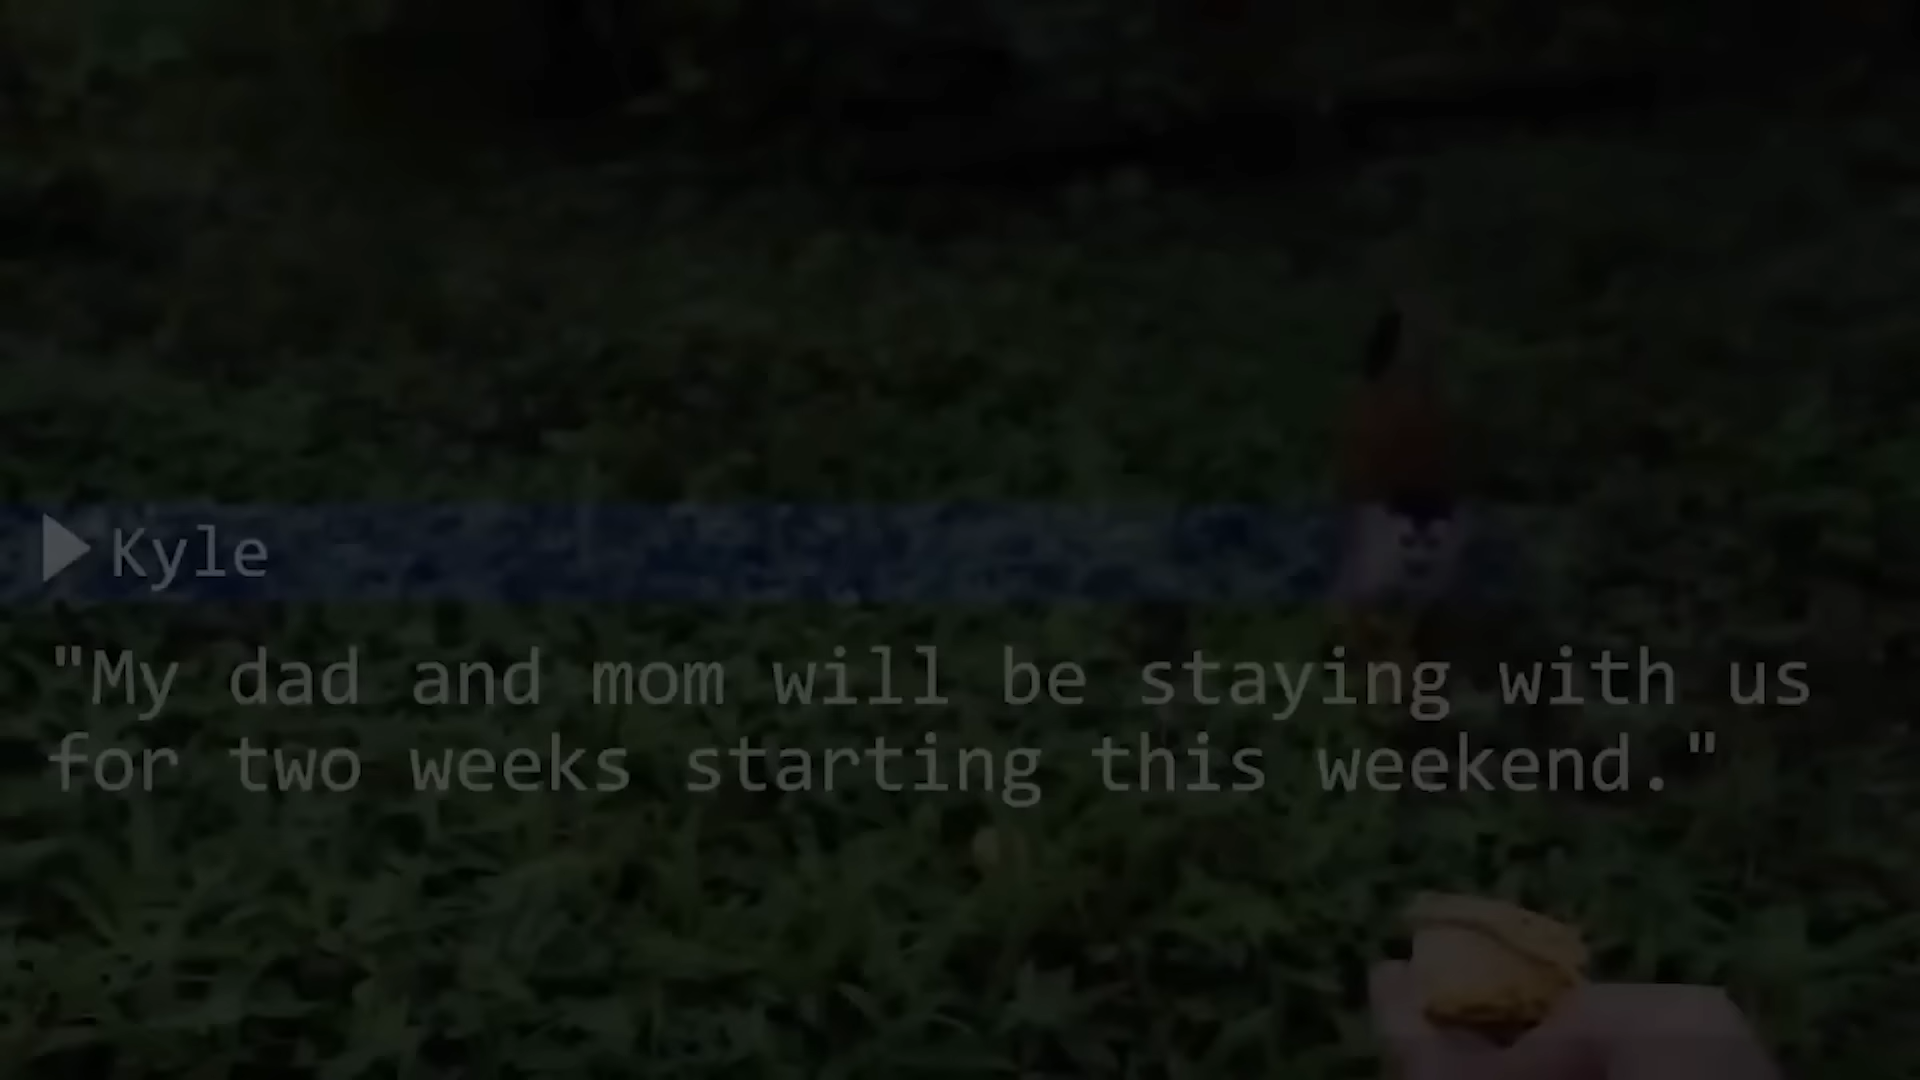 Kyle
"My dad and mom will be staying with us
for two weeks starting this weekend."